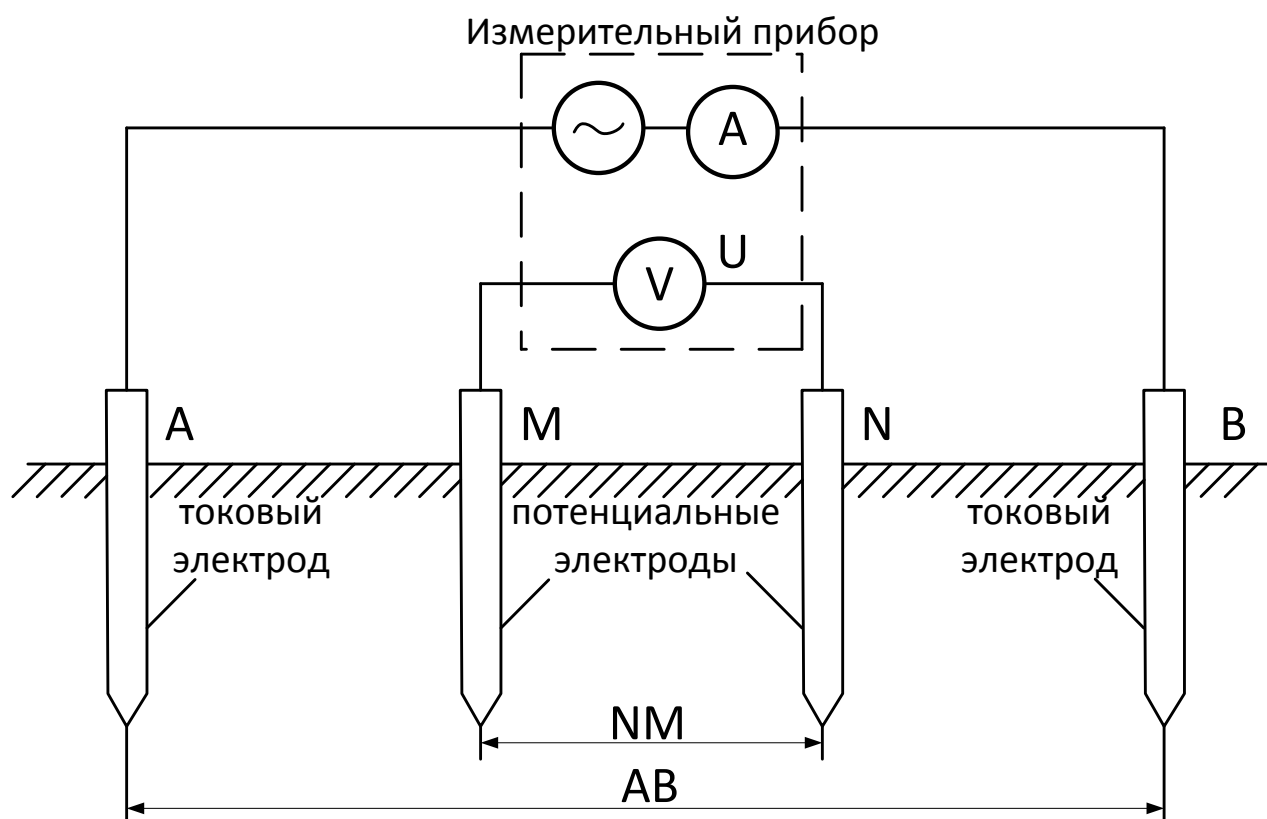 Измерительный прибор
A
V
U
A
M
N
B
токовый
электрод
потенциальные
электроды
токовый
электрод
NM
AB